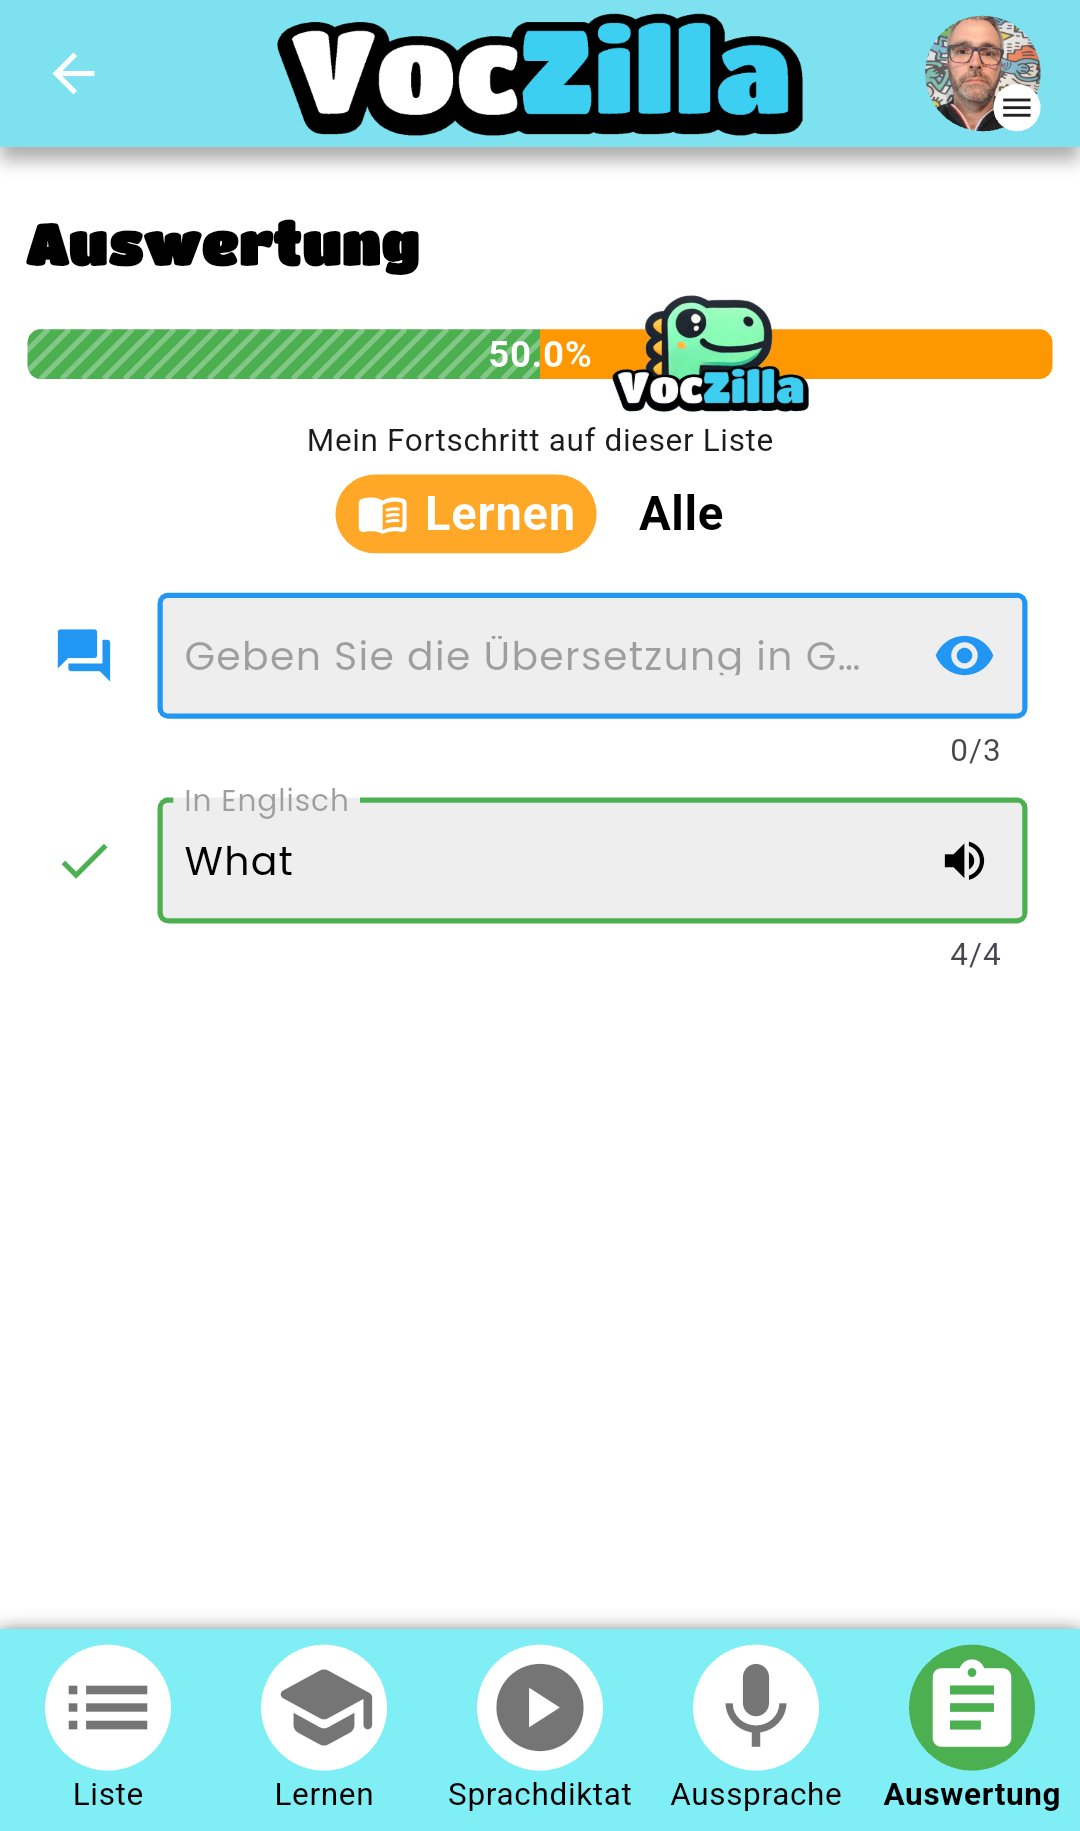 VocZilla
Auswertung
50.0%
VocZilla
Mein Fortschritt auf dieser Liste
Lernen Alle
Geben Sie die Übersetzung in G...
0/3
In Englisch
What
4/4
Liste Lernen Sprachdiktat Aussprache Auswertung